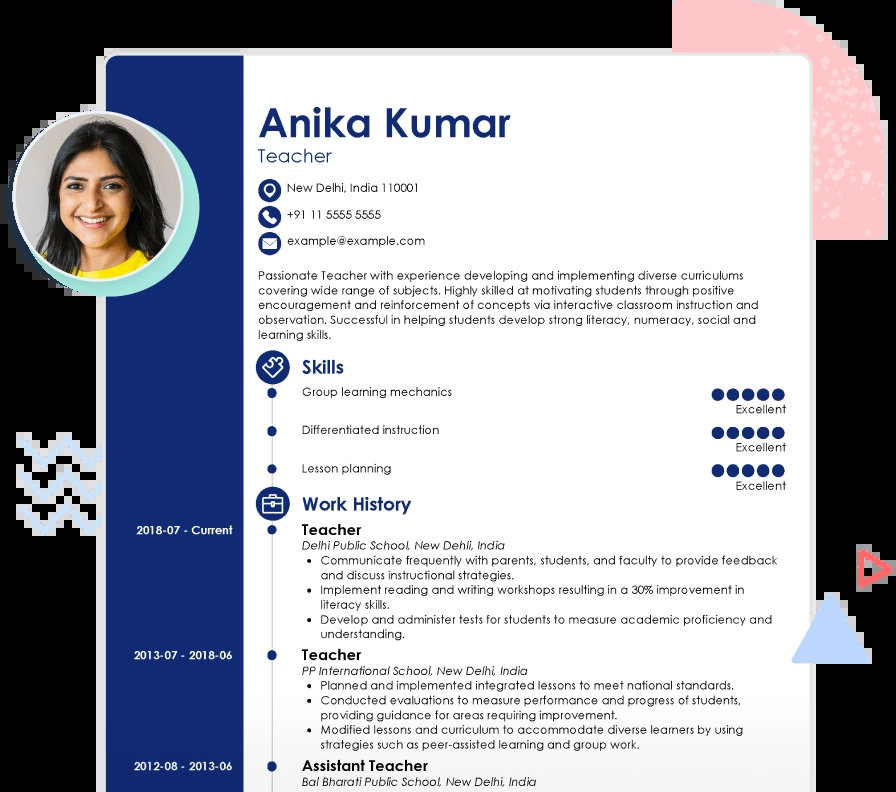 Anika Kumar
Teacher
New Delhi, India 110001
+91 11 5555 5555
example@example.com
Passionate Teacher with experience developing and implementing diverse curriculums
covering wide range of subjects. Highly skilled at motivating students through positive
encouragement and reinforcement of concepts via interactive classroom instruction and
observation. Successful in helping students develop strong literacy, numeracy, social and
learning skills.
Skills
Group learning mechanics
Excellent
Differentiated instruction
Excellent
Lesson planning
Excellent
Work History
2018-07 - Current
Teacher
Delhi Public School, New Dehli, India
• Communicate frequently with parents, students, and faculty to provide feedback
and discuss instructional strategies.
• Implement reading and writing workshops resulting in a 30% improvement in
literacy skills.
• Develop and administer tests for students to measure academic proficiency and
understanding.
2013-07 - 2018-06
Teacher
PP International School, New Delhi, India
• Planned and implemented integrated lessons to meet national standards.
• Conducted evaluations to measure performance and progress of students,
providing guidance for areas requiring improvement.
• Modified lessons and curriculum to accommodate diverse learners by using
strategies such as peer-assisted learning and group work.
2012-08 - 2013-06
Assistant Teacher
Bal Bharati Public School, New Delhi, India